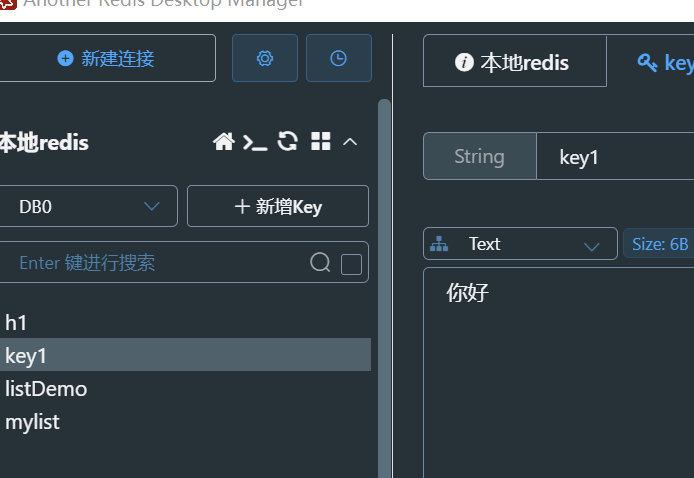 Another Redis Desktop Manager
新建连接
本地redis
DB0
新增Key
Enter 键进行搜索
h1
key1
listDemo
mylist
本地redis
key
String
key1
Text
Size: 6B
你好